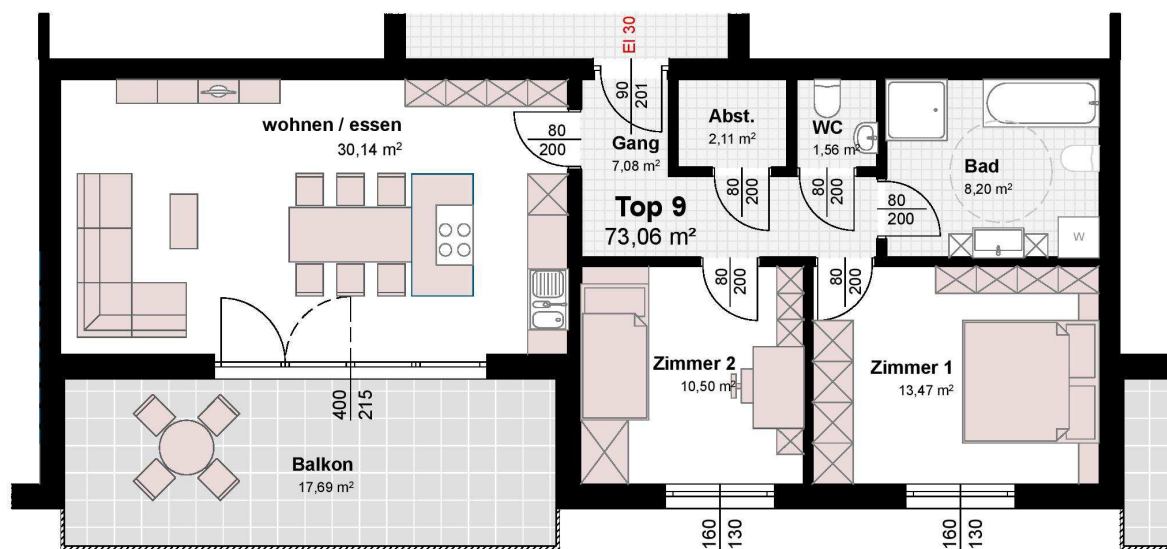 EI 30
90
201
wohnen / essen
30,14 m²
80
200
Gang
7,08 m²
Abst.
2,11 m²
WC
1,56 m²
Bad
8,20 m²
80
200
80
200
80
200
Top 9
73,06 m²
W
80
200
80
200
Zimmer 2
10,50 m²
Zimmer 1
13,47 m²
400
215
Balkon
17,69 m²
160
130
160
130